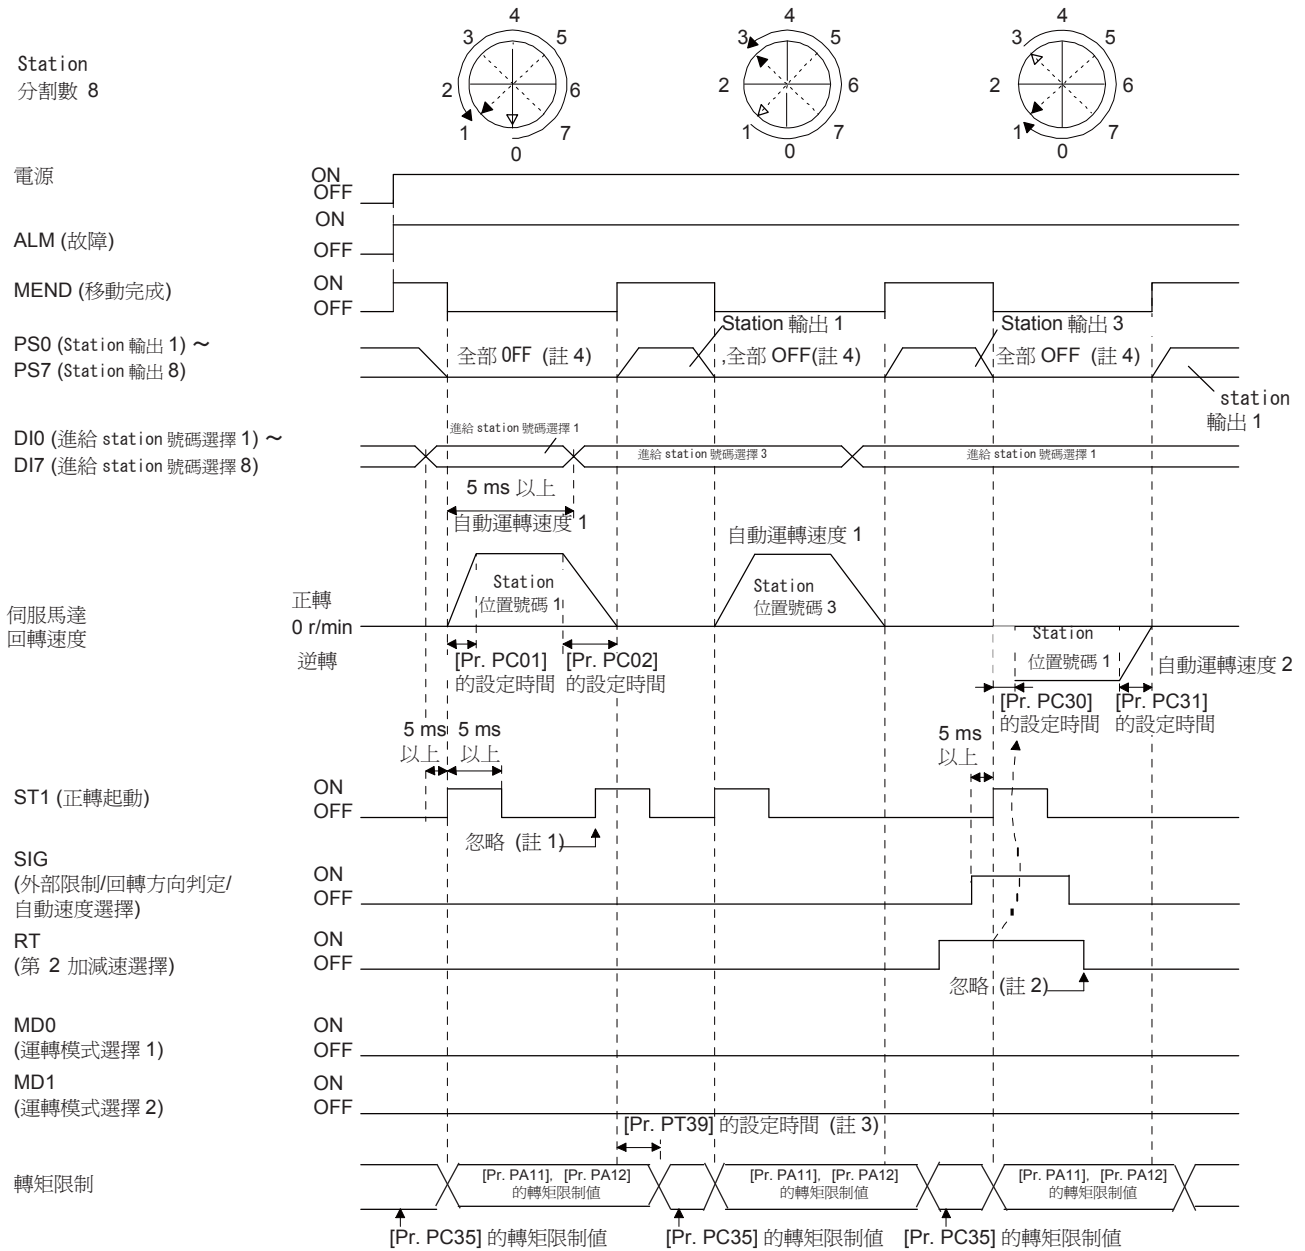 Station
分割數 8
4
3
5
2
6
1
7
0
4
3
5
2
6
1
7
0
4
3
5
2
6
1
7
0
電源
ON
OFF
ALM (故障)
ON
OFF
MEND (移動完成)
ON
OFF
PS0 (Station 輸出 1) ～
PS7 (Station 輸出 8)
全部 OFF (註 4)
Station 輸出 1
,全部 OFF(註 4)
Station 輸出 3
全部 OFF (註 4)
station
輸出 1
DI0 (進給 station 號碼選擇 1) ～
DI7 (進給 station 號碼選擇 8)
進給 station 號碼選擇 1
進給 station 號碼選擇 3
進給 station 號碼選擇 1
5 ms 以上
自動運轉速度 1
自動運轉速度 1
伺服馬達
回轉速度
正轉
0 r/min
逆轉
Station
位置號碼 1
Station
位置號碼 3
Station
位置號碼 1
自動運轉速度 2
[Pr. PC01]
的設定時間
[Pr. PC02]
的設定時間
[Pr. PC30]
的設定時間
[Pr. PC31]
的設定時間
5 ms
以上
5 ms
以上
5 ms
以上
ST1 (正轉起動)
ON
OFF
忽略 (註 1)
SIG
(外部限制/回轉方向判定/
自動速度選擇)
ON
OFF
RT
(第 2 加減速選擇)
ON
OFF
忽略 (註 2)
MD0
(運轉模式選擇 1)
ON
OFF
MD1
(運轉模式選擇 2)
ON
OFF
[Pr. PT39] 的設定時間 (註 3)
轉矩限制
[Pr. PA11], [Pr. PA12]
的轉矩限制值
[Pr. PA11], [Pr. PA12]
的轉矩限制值
[Pr. PA11], [Pr. PA12]
的轉矩限制值
[Pr. PC35] 的轉矩限制值
[Pr. PC35] 的轉矩限制值
[Pr. PC35] 的轉矩限制值